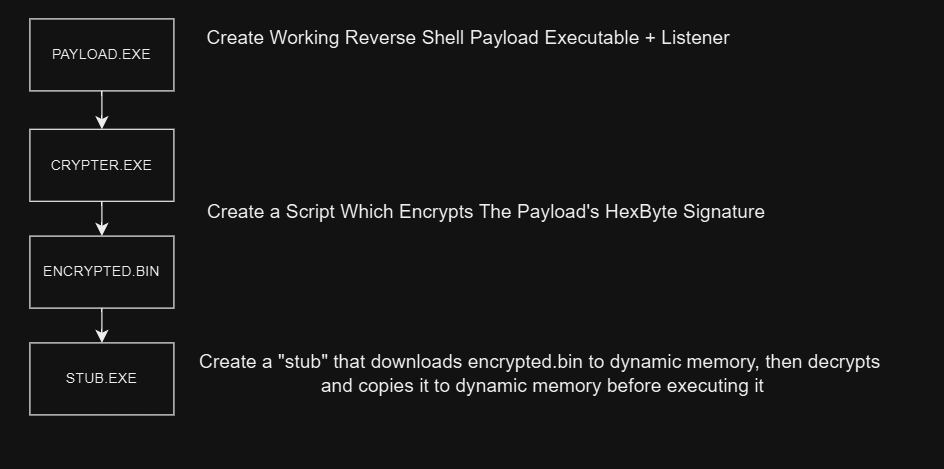 PAYLOAD.EXE
Create Working Reverse Shell Payload Executable + Listener
CRYPTER.EXE
Create a Script Which Encrypts The Payload's HexByte Signature
ENCRYPTED.BIN
Create a "stub" that downloads encrypted.bin to dynamic memory, then decrypts
and copies it to dynamic memory before executing it
STUB.EXE